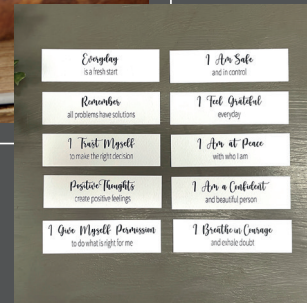 Everyday
is a fresh start
I Am Safe
and in control
Remember
all problems have solutions
I Feel Grateful
everyday
I Trust Myself
to make the right decision
I Am at Peace
with who I am
Positive Thoughts
create positive feelings
I Am a Confident
and beautiful person
I Give Myself Permission
to do what is right for me
I Breathe in Courage
and exhale doubt